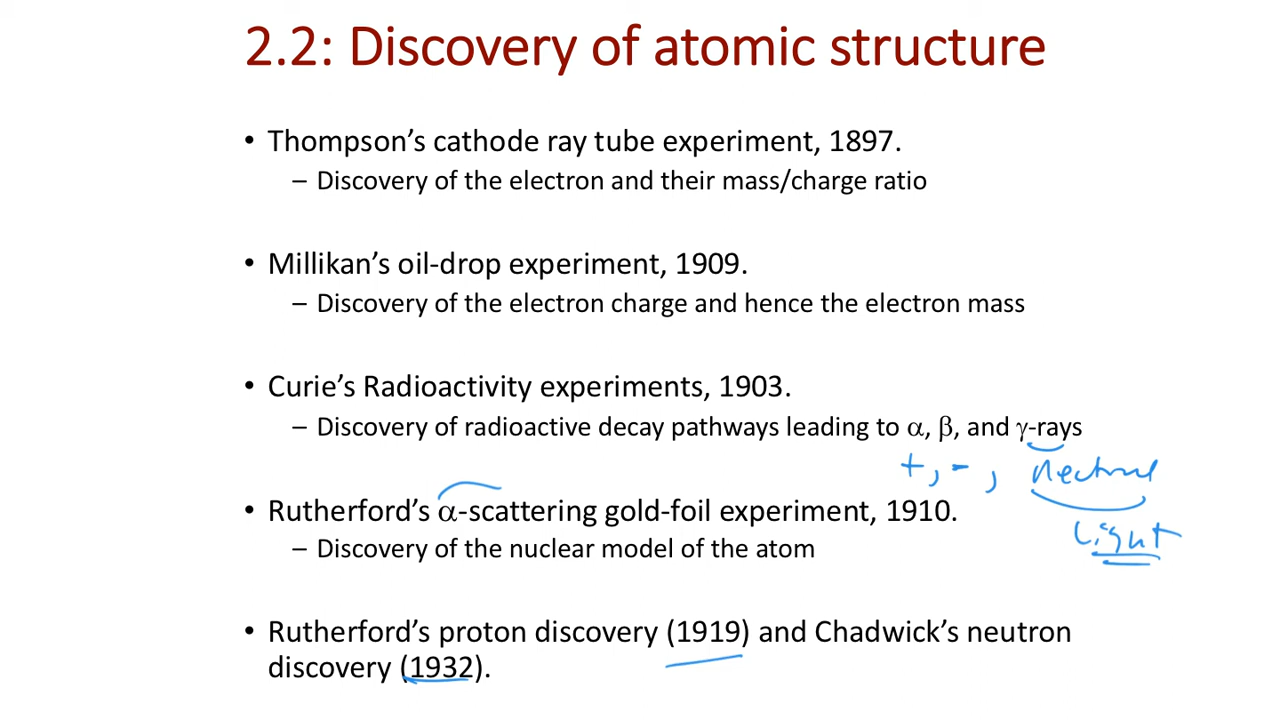 2.2: Discovery of atomic structure
• Thompson’s cathode ray tube experiment, 1897.
– Discovery of the electron and their mass/charge ratio
• Millikan’s oil-drop experiment, 1909.
– Discovery of the electron charge and hence the electron mass
• Curie’s Radioactivity experiments, 1903.
– Discovery of radioactive decay pathways leading to α, β, and γ-rays
+, -, neutral
• Rutherford’s α-scattering gold-foil experiment, 1910.
light
– Discovery of the nuclear model of the atom
• Rutherford’s proton discovery (1919) and Chadwick’s neutron
discovery (1932).